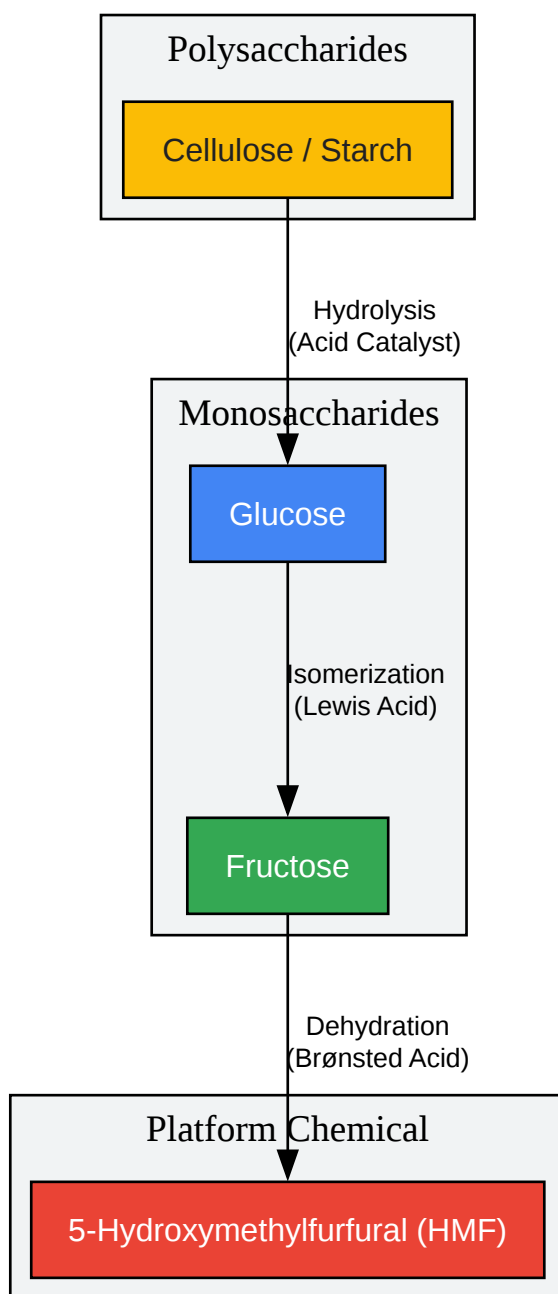 Polysaccharides
Cellulose / Starch
Hydrolysis
(Acid Catalyst)
Monosaccharides
Glucose
Isomerization
(Lewis Acid)
Fructose
Dehydration
(Brønsted Acid)
Platform Chemical
5-Hydroxymethylfurfural (HMF)